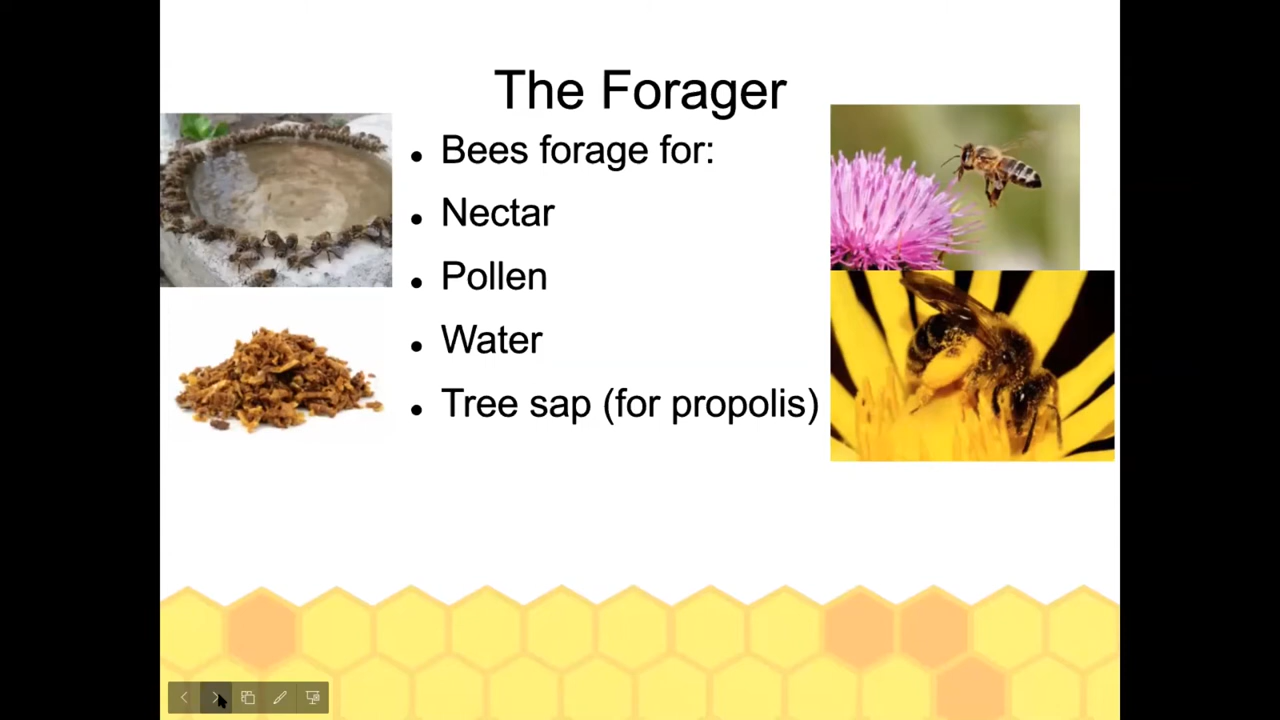 The Forager
• Bees forage for:
• Nectar
• Pollen
• Water
• Tree sap (for propolis)